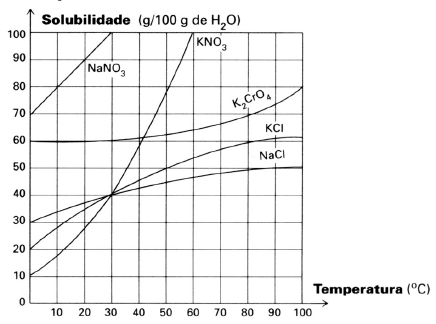 Solubilidade (g/100 g de H₂O)
100
90
80
70
60
50
40
30
20
10
0
NaNO₃
KNO₃
K₂CrO₄
KCl
NaCl
10 20 30 40 50 60 70 80 90 100
Temperatura (°C)